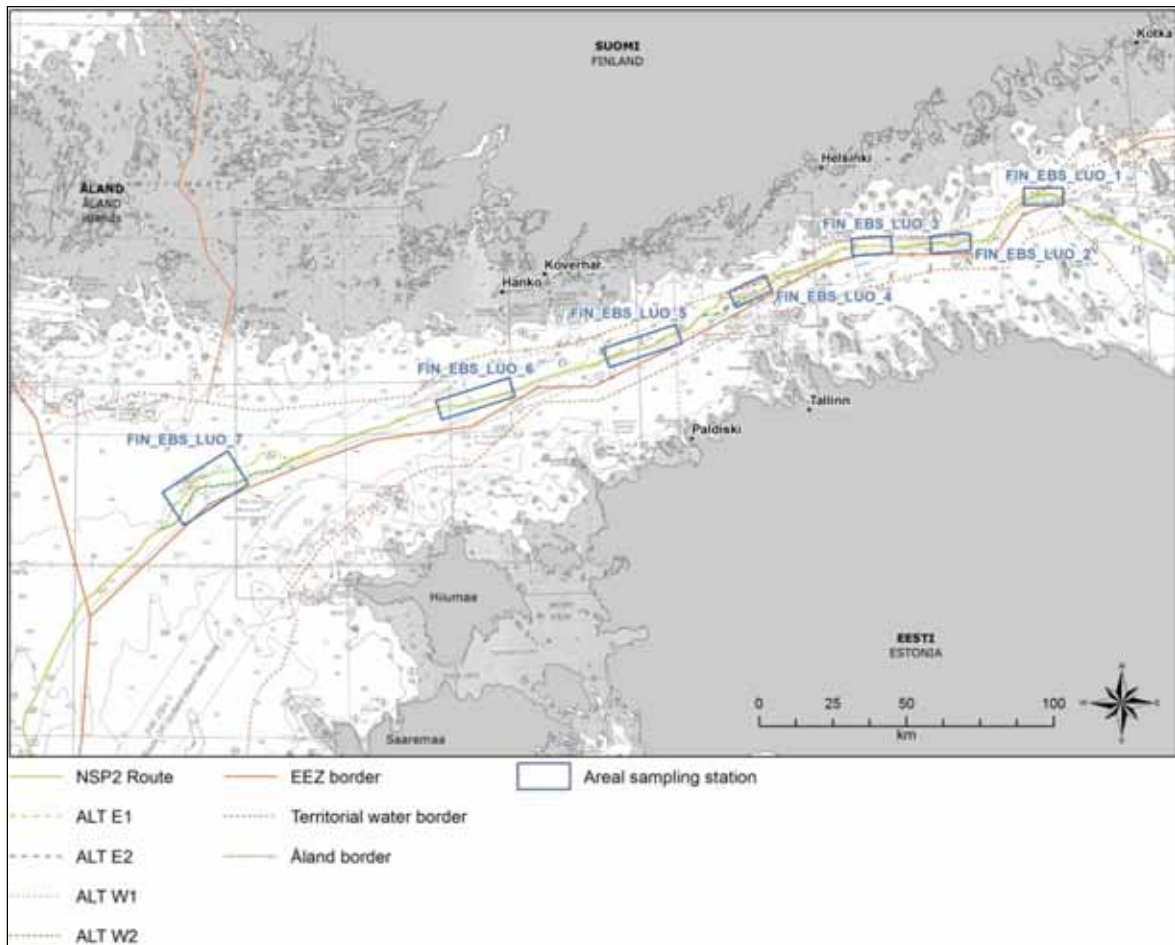 SUOMI
FINLAND
Kotka
Helsinki
FIN_EBS_LUO_1
ÅLAND
ÅLAND
Islands
FIN_EBS_LUO_3
FIN_EBS_LUO_2
Koverhar
Hanko
FIN_EBS_LUO_4
FIN_EBS_LUO_5
FIN_EBS_LUO_6
Tallinn
Paldiski
FIN_EBS_LUO_7
Hiiumaa
EESTI
ESTONIA
Saaremaa
0 25 50 100
km
N
W E
S
NSP2 Route
ALT E1
ALT E2
ALT W1
ALT W2
EEZ border
Territorial water border
Åland border
Areal sampling station